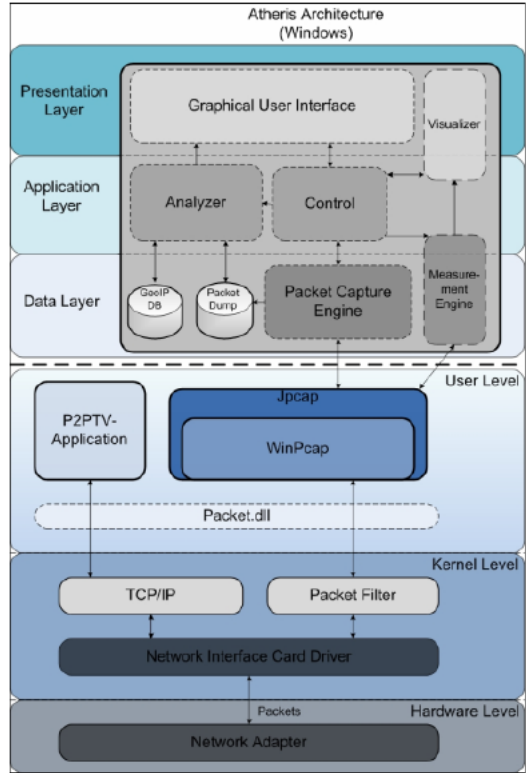 Atheris Architecture
(Windows)
Presentation
Layer
Graphical User Interface
Visualizer
Application
Layer
Analyzer
Control
Data Layer
GeoIP
DB
Packet
Dump
Packet Capture
Engine
Measure-
ment
Engine
User Level
P2PTV-
Application
Jpcap
WinPcap
Packet.dll
Kernel Level
TCP/IP
Packet Filter
Network Interface Card Driver
Packets
Hardware Level
Network Adapter